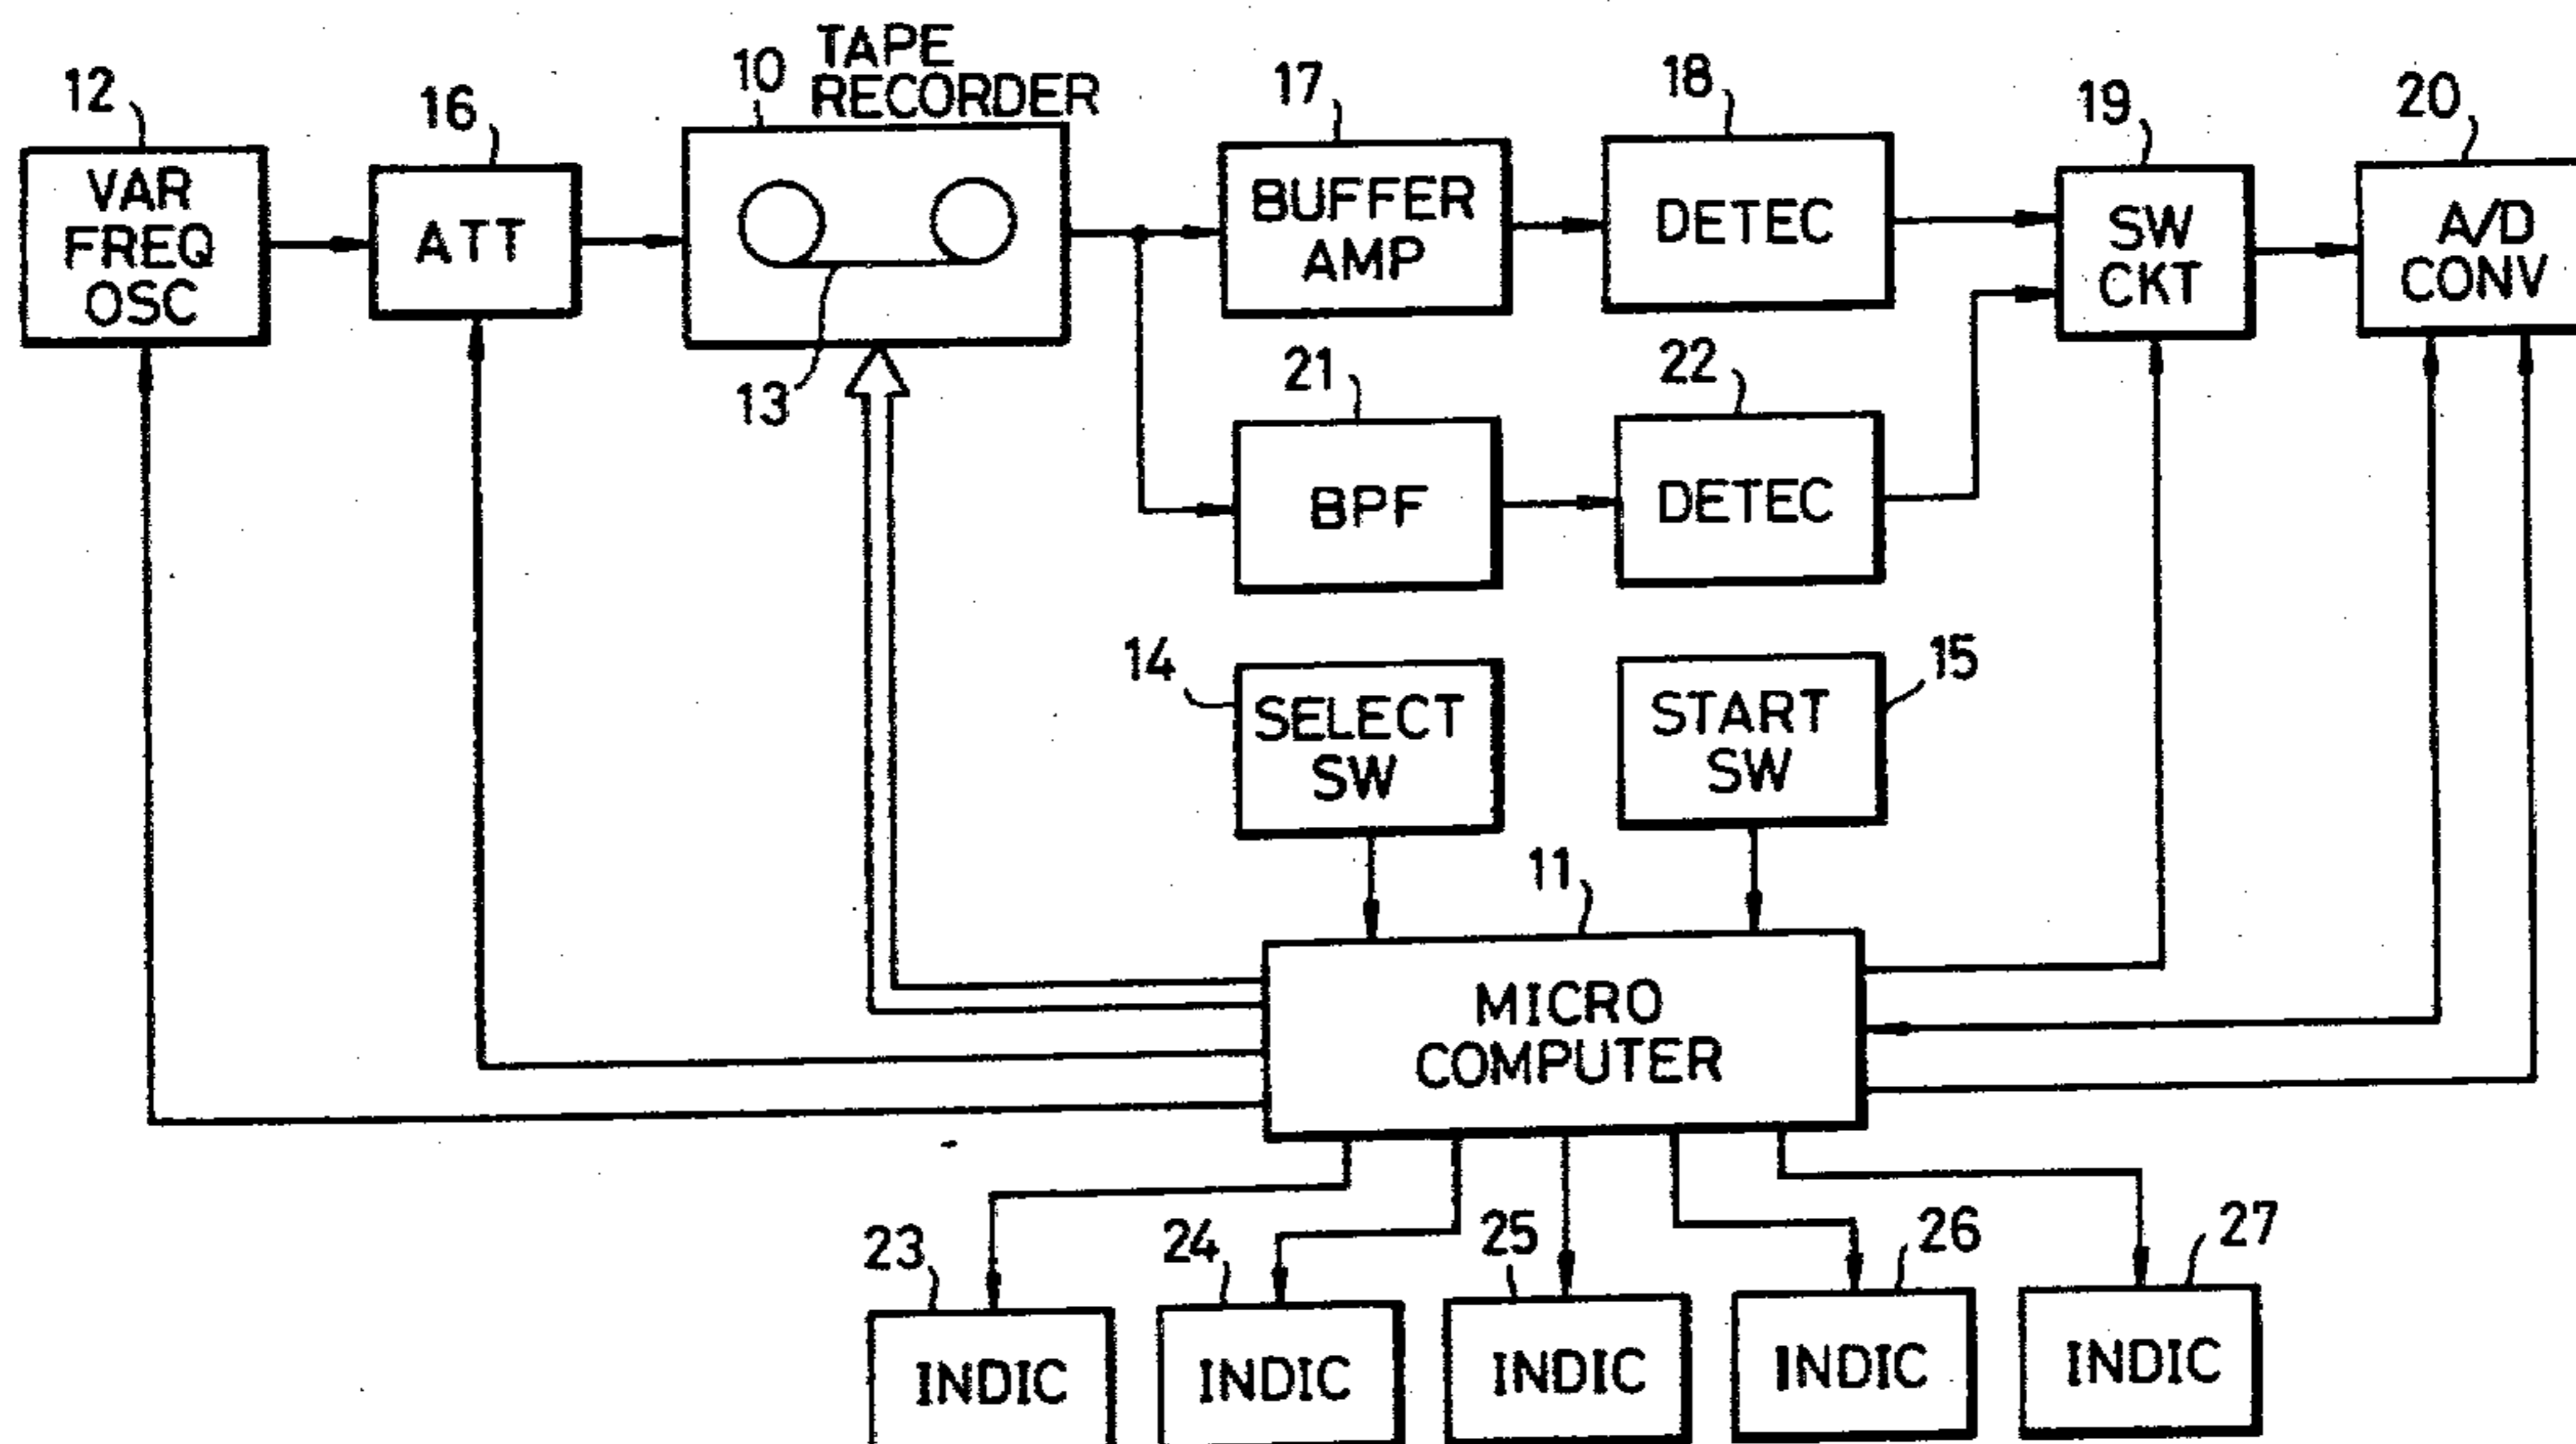 12
VAR
FREQ
OSC
16
ATT
10
TAPE
RECORDER
13
17
BUFFER
AMP
18
DETEC
19
SW
CKT
20
A/D
CONV
21
BPF
22
DETEC
14
SELECT
SW
15
START
SW
11
MICRO
COMPUTER
23
INDIC
24
INDIC
25
INDIC
26
INDIC
27
INDIC